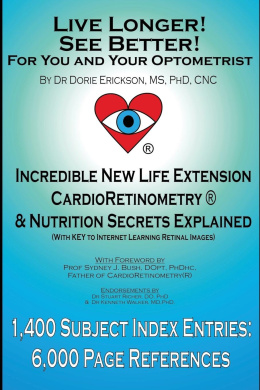 LIVE LONGER!
SEE BETTER!
FOR YOU AND YOUR OPTOMETRIST
BY DR DORIE ERICKSON, MS, PHD, CNC
®
INCREDIBLE NEW LIFE EXTENSION
CARDIORETINOMETRY ®
& NUTRITION SECRETS EXPLAINED
(WITH KEY TO INTERNET LEARNING RETINAL IMAGES)
WITH FOREWORD BY
PROF SYDNEY J. BUSH, DOPT, PHDHC,
FATHER OF CARDIORETINOMETRY(R)
ENDORSEMENTS BY
DR STUART RICHEY, OD, PHD,
& DR KENNETH WALKER, MD, PHD
1,400 SUBJECT INDEX ENTRIES:
6,000 PAGE REFERENCES